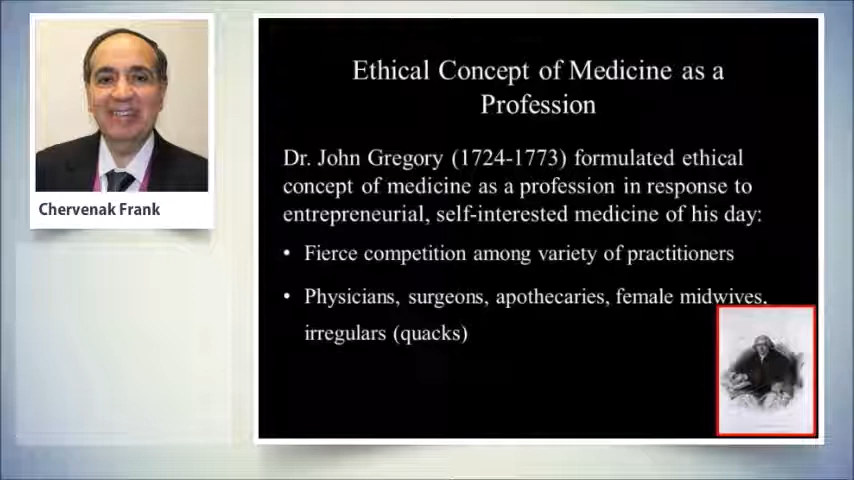 Chervenak Frank
Ethical Concept of Medicine as a
Profession
Dr. John Gregory (1724-1773) formulated ethical
concept of medicine as a profession in response to
entrepreneurial, self-interested medicine of his day:
• Fierce competition among variety of practitioners
• Physicians, surgeons, apothecaries, female midwives,
irregulars (quacks)